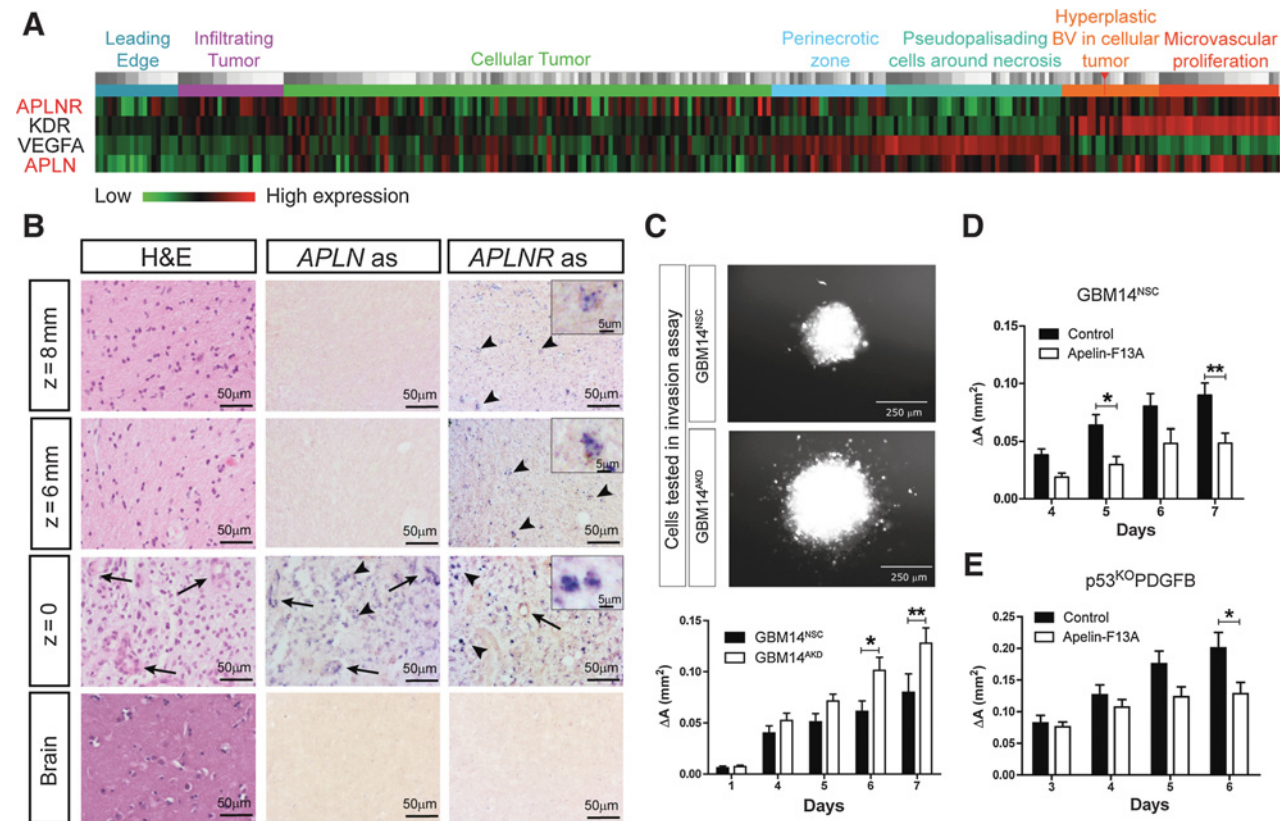 A
Leading
Edge
Infiltrating
Tumor
Cellular Tumor
Perinecrotic
zone
Pseudopalisading
cells around necrosis
Hyperplastic
BV in cellular
tumor
Microvascular
proliferation
APLNR
KDR
VEGFA
APLN
Low
High expression
B
H&E
APLN as
APLNR as
z = 8 mm
50μm
50μm
5um
50μm
z = 6 mm
50μm
50μm
5μm
50μm
z = 0
50μm
50μm
5μm
50μm
Brain
50μm
50μm
50μm
C
Cells tested in invasion assay
GBM14NSC
250 μm
GBM14AKD
250 μm
ΔA (mm2)
0.15
0.10
0.05
0.00
GBM14NSC
GBM14AKD
*
**
1 4 5 6 7
Days
D
GBM14NSC
ΔA (mm2)
0.15
0.10
0.05
0.00
Control
Apelin-F13A
*
**
4 5 6 7
Days
E
p53KOPDGFB
ΔA (mm2)
0.25
0.20
0.15
0.10
0.05
0.00
Control
Apelin-F13A
*
3 4 5 6
Days